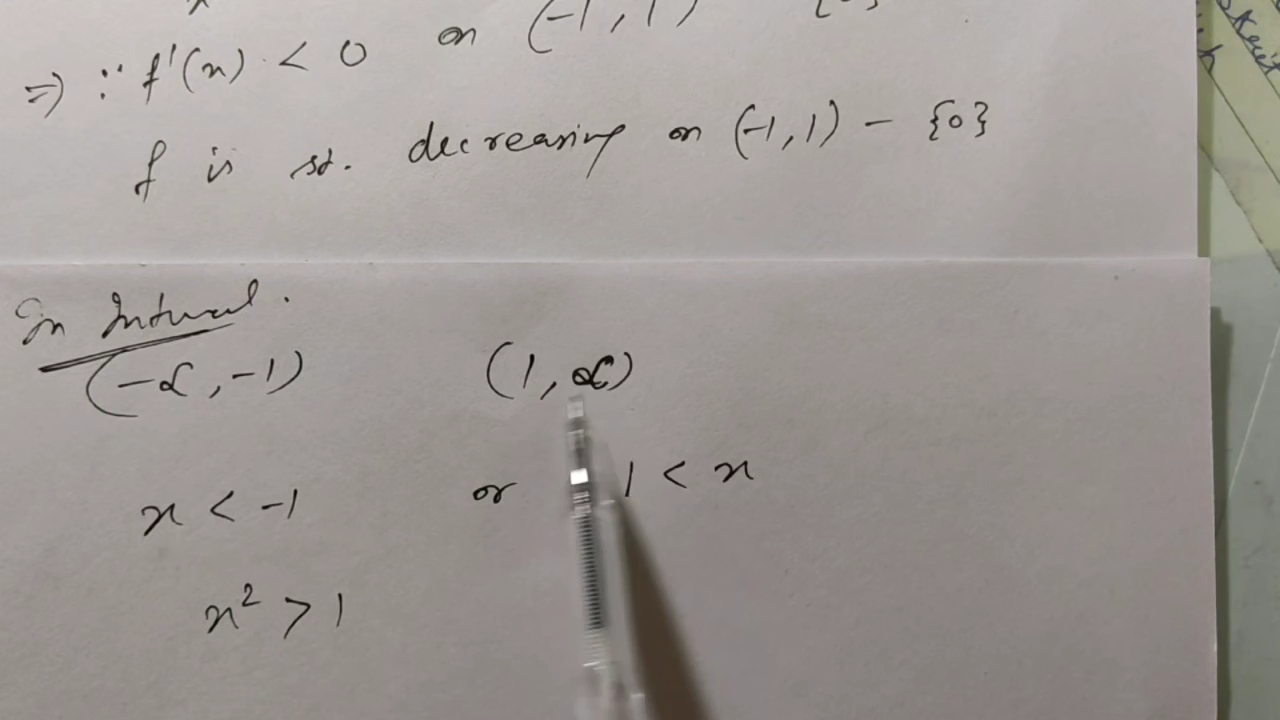 ⇒ ∵ f'(x) < 0 on (-1, 1) {0}
f is st. decreasing on (-1, 1) - {0}
In Interval.
(-∞, -1) (1, ∞)
x < -1 or 1 < x
x² > 1